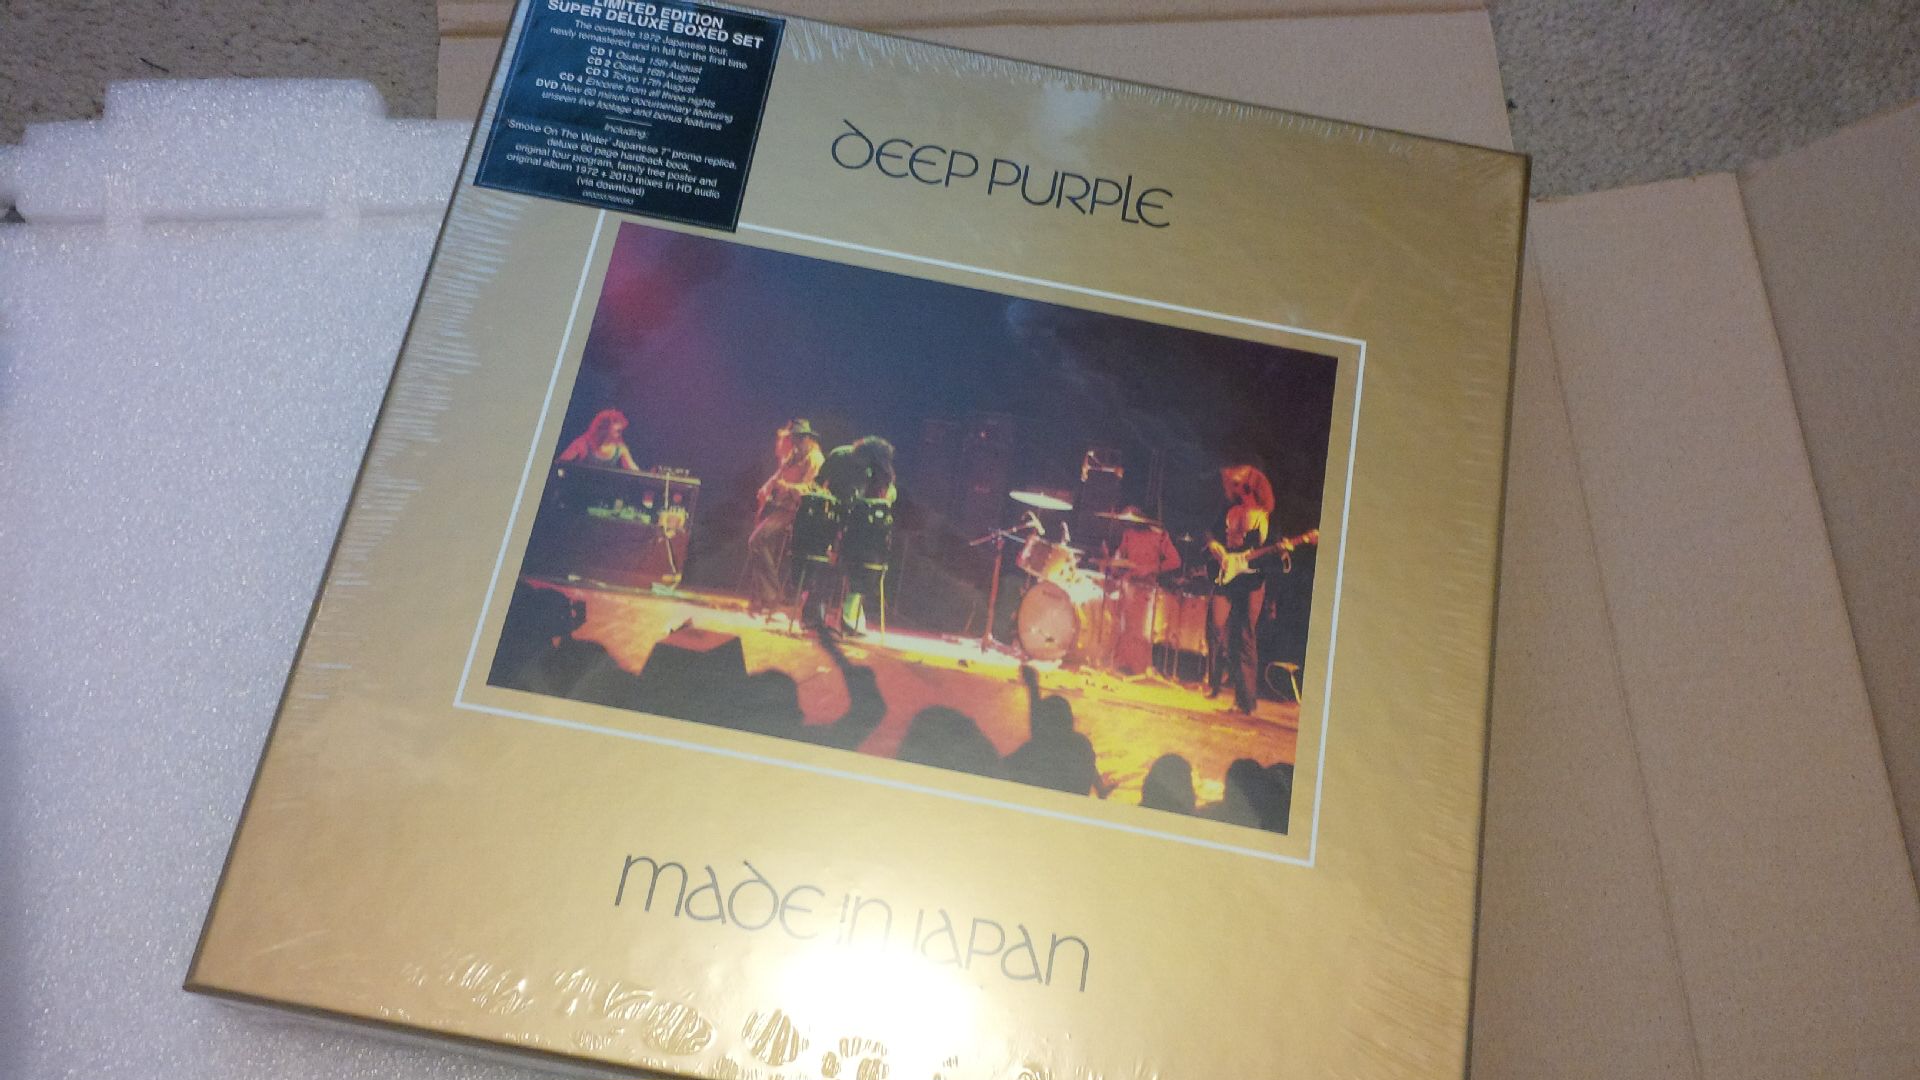 LIMITED EDITION
SUPER DELUXE BOXED SET
The complete 1972 Japanese tour,
newly remastered and in full for the first time
CD 1 Osaka 15th August
CD 2 Osaka 16th August
CD 3 Tokyo 17th August
CD 4 Encores from all three nights
DVD New 60 minute documentary featuring
unseen live footage and bonus features
Including:
'Smoke On The Water' Japanese 7" promo replica,
deluxe 60 page hardback book,
original tour program, family tree poster and
original album 1972 + 2013 mixes in HD audio
(via download)
DEEP PURPLE
MADE IN JAPAN